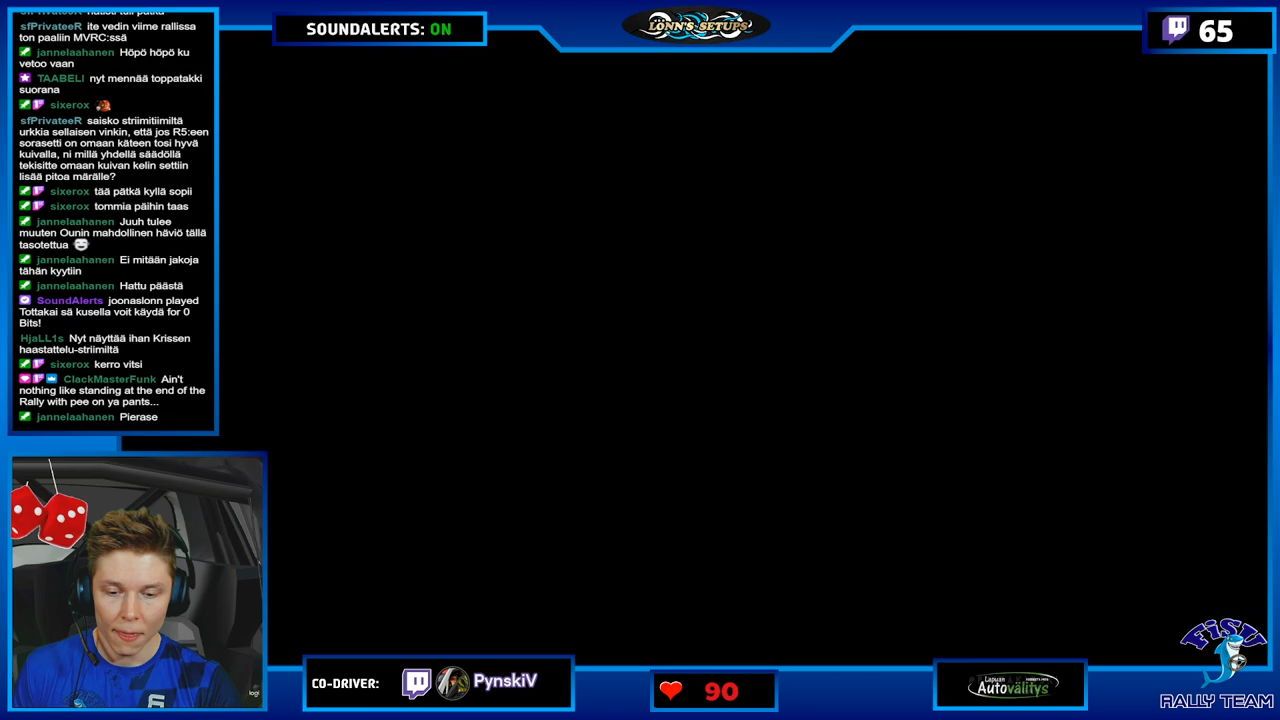 sfPrivateeR ite vedin viime rallissa
ton paaliin MVRC:ssä
jannelaahanen Höpö höpö ku
vetoo vaan
TAABELI nyt mennää toppatakki
suorana
sixerox
sfPrivateeR saisko striimitiimiltä
urkkia sellaisen vinkin, että jos R5:een
sorasetti on omaan käteen tosi hyvä
kuivalla, ni millä yhdellä säädöllä
tekisitte omaan kuivan kelin settiin
lisää pitoa märälle?
sixerox tää pätkä kyllä sopii
sixerox tommia päihin taas
jannelaahanen Juuh tulee
muuten Ounin mahdollinen häviö tällä
tasotettua
jannelaahanen Ei mitään jakoja
tähän kyytiin
jannelaahanen Hattu päästä
SoundAlerts joonaslonn played
Tottakai sä kusella voit käydä for 0
Bits!
HjaLL1s Nyt näyttää ihan Krissen
haastattelu-striimiltä
sixerox kerro vitsi
ClackMasterFunk Ain't
nothing like standing at the end of the
Rally with pee on ya pants...
jannelaahanen Pierase
SOUNDALERTS: ON
LÖNN'S SETUPS
65
logi
CO-DRIVER: PynskiV
90
Lapuan
Autovälitys
FiSu
RALLY TEAM